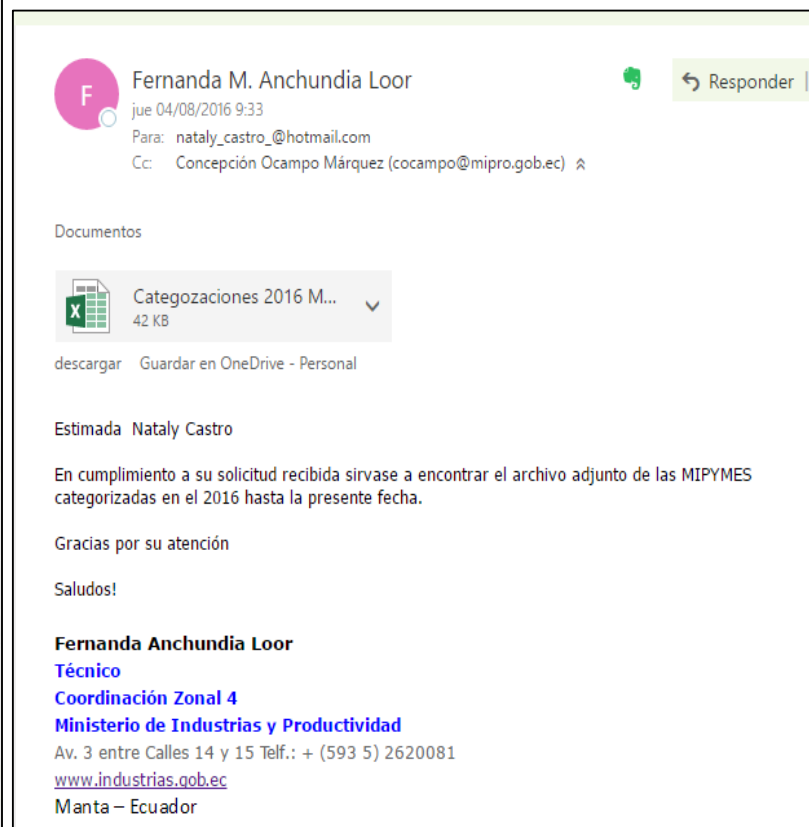 F
Fernanda M. Anchundia Loor
Responder
jue 04/08/2016 9:33
Para: nataly_castro_@hotmail.com
Cc: Concepción Ocampo Márquez (cocampo@mipro.gob.ec)
Documentos
Categozaciones 2016 M...
42 KB
descargar Guardar en OneDrive - Personal
Estimada Nataly Castro
En cumplimiento a su solicitud recibida sirvase a encontrar el archivo adjunto de las MIPYMES
categorizadas en el 2016 hasta la presente fecha.
Gracias por su atención
Saludos!
Fernanda Anchundia Loor
Técnico
Coordinación Zonal 4
Ministerio de Industrias y Productividad
Av. 3 entre Calles 14 y 15 Telf.: + (593 5) 2620081
www.industrias.gob.ec
Manta – Ecuador